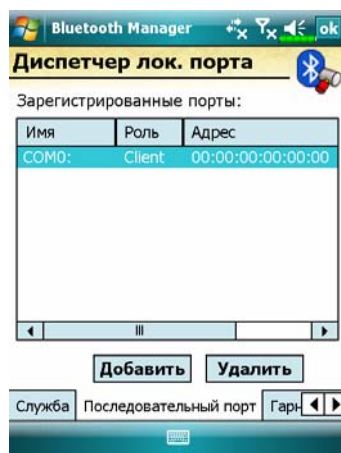 Bluetooth Manager ok
Диспетчер лок. порта
Зарегистрированные порты:
Имя Роль Адрес
COM0: Client 00:00:00:00:00:00
Добавить Удалить
Служба Последовательный порт Гарн